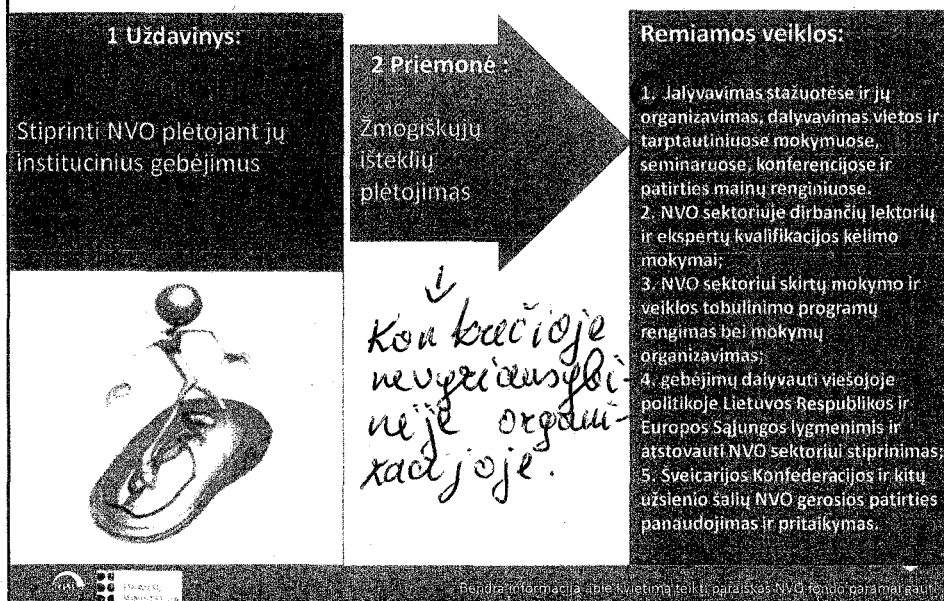 1 Uždavinys:
Stiprinti NVO plėtojant jų
institucinius gebėjimus
2 Priemonė :
Žmogiškųjų
išteklių
plėtojimas
Konkrečioje
nevyriausybi-
nėje organi-
zacijoje.
Remiamos veiklos:
1. dalyvavimas stažuotėse ir jų
organizavimas, dalyvavimas vietos ir
tarptautiniuose mokymuose,
seminaruose, konferencijose ir
patirties mainų renginiuose.
2. NVO sektoriuje dirbančių lektorių
ir ekspertų kvalifikacijos kėlimo
mokymai;
3. NVO sektoriui skirtų mokymo ir
veiklos tobulinimo programų
rengimas bei mokymų
organizavimas;
4. gebėjimų dalyvauti viešojoje
politikoje Lietuvos Respublikos ir
Europos Sąjungos lygmenimis ir
atstovauti NVO sektoriui stiprinimas;
5. Šveicarijos Konfederacijos ir kitų
užsienio šalių NVO gerosios patirties
panaudojimas ir pritaikymas.
Bendra informacija apie kvietimą teikti paraiškas NVO fondo paramai gauti